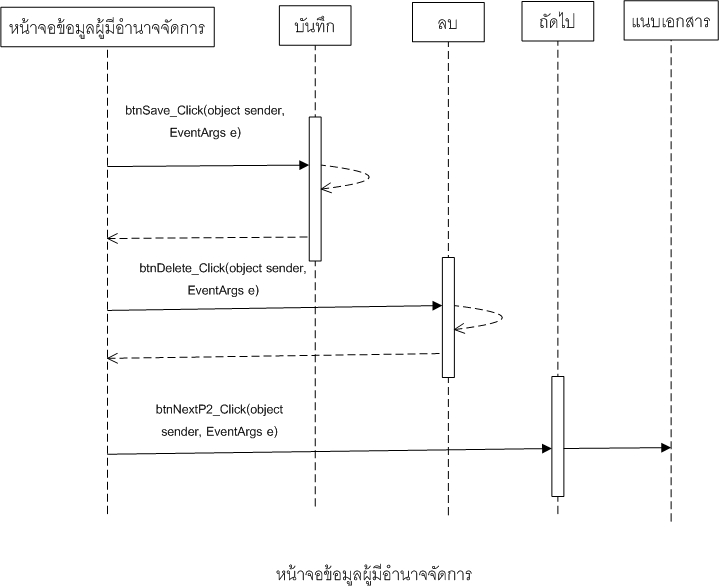 หน้าจอข้อมูลผู้มีอำนาจจัดการ
บันทึก
ลบ
ถัดไป
แนบเอกสาร
btnSave_Click(object sender,
EventArgs e)
btnDelete_Click(object sender,
EventArgs e)
btnNextP2_Click(object
sender, EventArgs e)
หน้าจอข้อมูลผู้มีอำนาจจัดการ